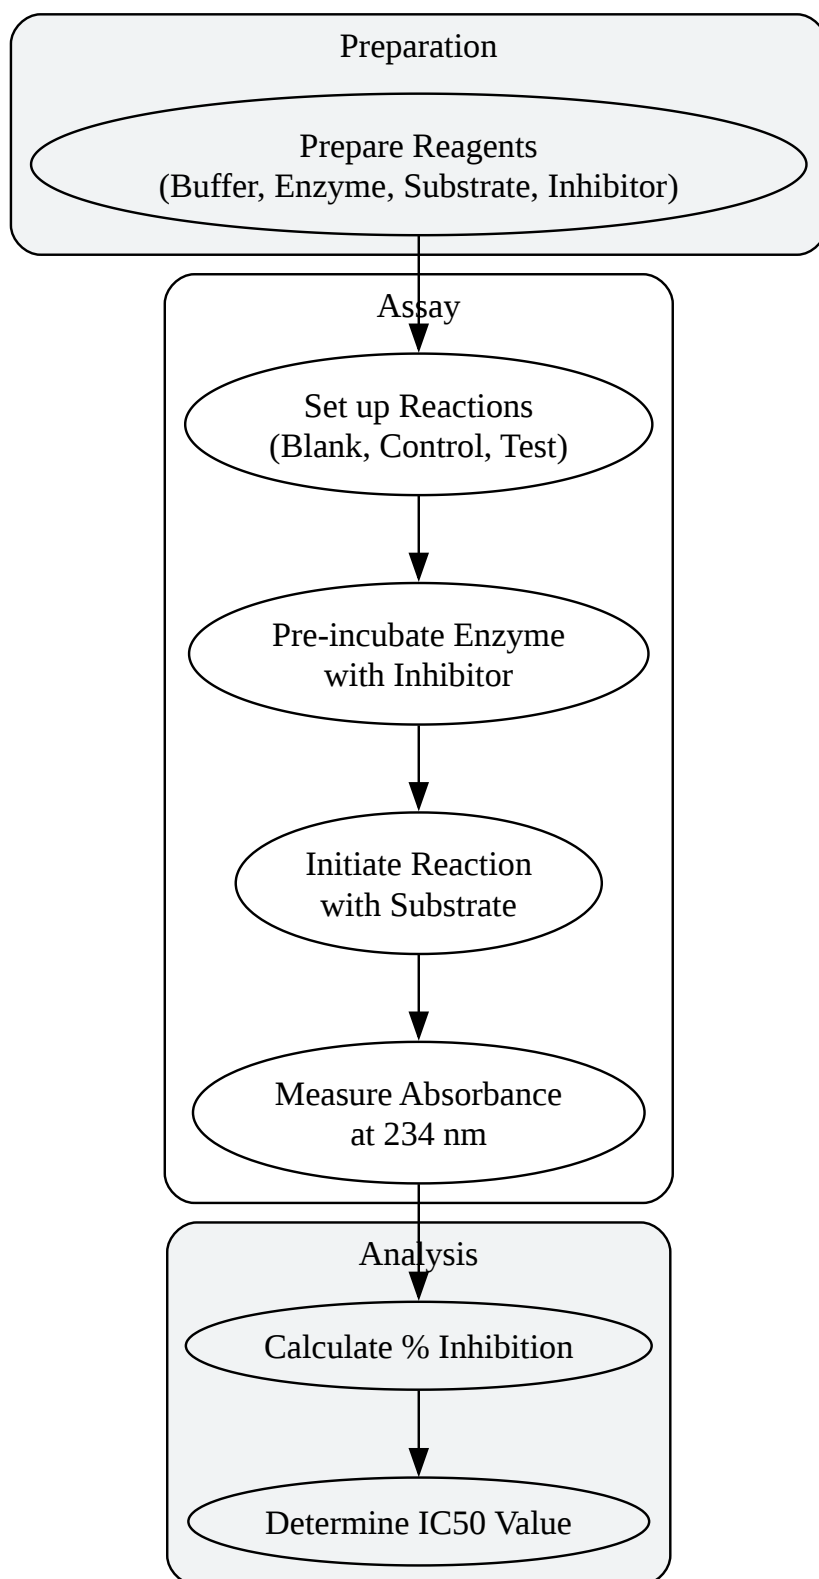 Preparation
Prepare Reagents
(Buffer, Enzyme, Substrate, Inhibitor)
Assay
Set up Reactions
(Blank, Control, Test)
Pre-incubate Enzyme
with Inhibitor
Initiate Reaction
with Substrate
Measure Absorbance
at 234 nm
Analysis
Calculate % Inhibition
Determine IC50 Value